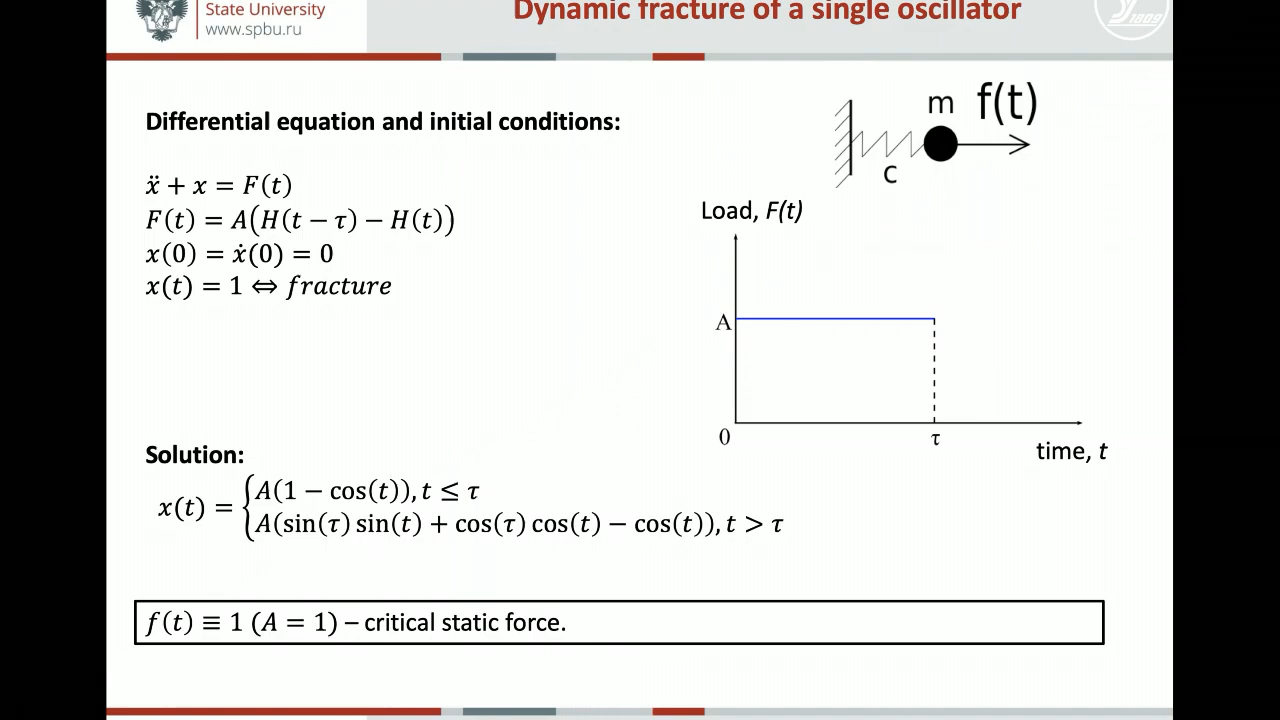 State University
www.spbu.ru
Dynamic fracture of a single oscillator
1809
Differential equation and initial conditions:
ẍ + x = F(t)
F(t) = A(H(t − τ) − H(t))
x(0) = ẋ(0) = 0
x(t) = 1 ⇔ fracture
m f(t)
c
Load, F(t)
A
0
τ
time, t
Solution:
x(t) = {A(1 − cos(t)), t ≤ τ
A(sin(τ) sin(t) + cos(τ) cos(t) − cos(t)), t > τ
f(t) ≡ 1 (A = 1) – critical static force.